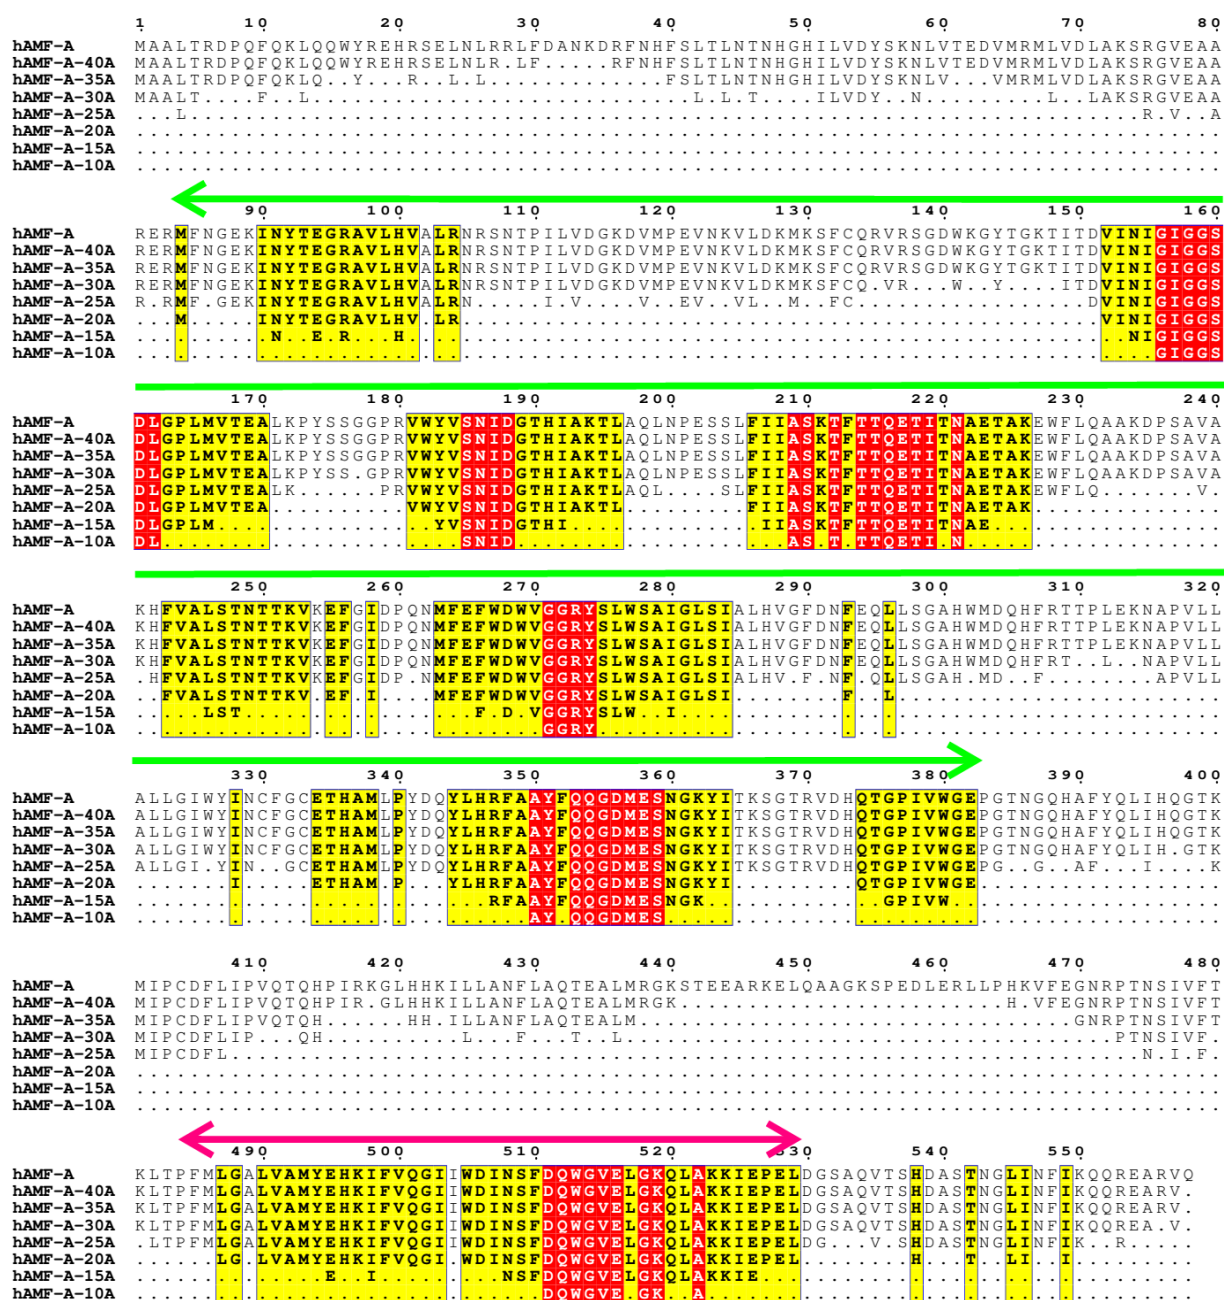 1 10 20 30 40 50 60 70 80
hAMF-A MAALTRDPQFQKLQQWYREHRSELNLRRLFDANKDRFNHFSLTLNTNHGHILVDYSKNLVTEDVMRMLVDLAKSRGVEAA
hAMF-A-40A MAALTRDPQFQKLQQWYREHRSELNLR.LF.....RFNHFSLTLNTNHGHILVDYSKNLVTEDVMRMLVDLAKSRGVEAA
hAMF-A-35A MAALTRDPQFQKLQ..Y...R..L.L.............FSLTLNTNHGHILVDYSKNLV...VMRMLVDLAKSRGVEAA
hAMF-A-30A MAALT....F..L............................L.L.T....ILVDY..N.........L..LAKSRGVEAA
hAMF-A-25A ...L......................................................................R.V..A
hAMF-A-20A ................................................................................
hAMF-A-15A ................................................................................
hAMF-A-10A ................................................................................
90 100 110 120 130 140 150 160
hAMF-A RERMFNGEKINYTEGRAVLHVALRNRSNTPILVDGKDVMPEVNKVLDKMKSFCQRVRSGDWKGYTGKTITDVINIGIGGS
hAMF-A-40A RERMFNGEKINYTEGRAVLHVALRNRSNTPILVDGKDVMPEVNKVLDKMKSFCQRVRSGDWKGYTGKTITDVINIGIGGS
hAMF-A-35A RERMFNGEKINYTEGRAVLHVALRNRSNTPILVDGKDVMPEVNKVLDKMKSFCQRVRSGDWKGYTGKTITDVINIGIGGS
hAMF-A-30A RERMFNGEKINYTEGRAVLHVALRNRSNTPILVDGKDVMPEVNKVLDKMKSFCQ.VR...W..Y....ITDVINIGIGGS
hAMF-A-25A R.RMF.GEKINYTEGRAVLHVALRN.....I.V....V..EV..VL..M..FC.................DVINIGIGGS
hAMF-A-20A ...M.....INYTEGRAVLHV.LR...............................................VINIGIGGS
hAMF-A-15A ..........N..E.R...H.....................................................NIGIGGS
hAMF-A-10A ...........................................................................GIGGS
170 180 190 200 210 220 230 240
hAMF-A DLGPLMVTEALKPYSSGGPRVWYVSNIDGTHIAKTLAQLNPESSLFIIASKTFTTQETITNAETAKEWFLQAAKDPSAVA
hAMF-A-40A DLGPLMVTEALKPYSSGGPRVWYVSNIDGTHIAKTLAQLNPESSLFIIASKTFTTQETITNAETAKEWFLQAAKDPSAVA
hAMF-A-35A DLGPLMVTEALKPYSSGGPRVWYVSNIDGTHIAKTLAQLNPESSLFIIASKTFTTQETITNAETAKEWFLQAAKDPSAVA
hAMF-A-30A DLGPLMVTEALKPYSS.GPRVWYVSNIDGTHIAKTLAQLNPESSLFIIASKTFTTQETITNAETAKEWFLQAAKDPSAVA
hAMF-A-25A DLGPLMVTEALK......PRVWYVSNIDGTHIAKTLAQL....SLFIIASKTFTTQETITNAETAKEWFLQ.......V.
hAMF-A-20A DLGPLMVTEA..........VWYVSNIDGTHIAKTL.........FIIASKTFTTQETITNAETAK..............
hAMF-A-15A DLGPLM................YVSNIDGTHI..............IIASKTFTTQETITNAE.................
hAMF-A-10A DL......................SNID....................AS.T.TTQETI.N...................
250 260 270 280 290 300 310 320
hAMF-A KHFVALSTNTTKVKEFGIDPQNMFEFWDWVGGRYSLWSAIGLSIALHVGFDNFEQLLSGAHWMDQHFRTTPLEKNAPVLL
hAMF-A-40A KHFVALSTNTTKVKEFGIDPQNMFEFWDWVGGRYSLWSAIGLSIALHVGFDNFEQLLSGAHWMDQHFRTTPLEKNAPVLL
hAMF-A-35A KHFVALSTNTTKVKEFGIDPQNMFEFWDWVGGRYSLWSAIGLSIALHVGFDNFEQLLSGAHWMDQHFRTTPLEKNAPVLL
hAMF-A-30A KHFVALSTNTTKVKEFGIDPQNMFEFWDWVGGRYSLWSAIGLSIALHVGFDNFEQLLSGAHWMDQHFRT..L..NAPVLL
hAMF-A-25A .HFVALSTNTTKVKEFGIDP.NMFEFWDWVGGRYSLWSAIGLSIALHV.F.NF.QLLSGAH.MD..F........APVLL
hAMF-A-20A ..FVALSTNTTKV.EF.I....MFEFWDWVGGRYSLWSAIGLSI........F..L........................
hAMF-A-15A .....LST.................F.D.VGGRYSLW..I........................................
hAMF-A-10A ..............................GGRY..............................................
330 340 350 360 370 380 390 400
hAMF-A ALLGIWYINCFGCETHAMLPYDQYLHRFAAYFQQGDMESNGKYITKSGTRVDHQTGPIVWGEPGTNGQHAFYQLIHQGTK
hAMF-A-40A ALLGIWYINCFGCETHAMLPYDQYLHRFAAYFQQGDMESNGKYITKSGTRVDHQTGPIVWGEPGTNGQHAFYQLIHQGTK
hAMF-A-35A ALLGIWYINCFGCETHAMLPYDQYLHRFAAYFQQGDMESNGKYITKSGTRVDHQTGPIVWGEPGTNGQHAFYQLIHQGTK
hAMF-A-30A ALLGIWYINCFGCETHAMLPYDQYLHRFAAYFQQGDMESNGKYITKSGTRVDHQTGPIVWGEPGTNGQHAFYQLIH.GTK
hAMF-A-25A ALLGI.YIN..GCETHAMLPYDQYLHRFAAYFQQGDMESNGKYITKSGTRVDHQTGPIVWGEPG..G..AF...I....K
hAMF-A-20A .......I.....ETHAM.P...YLHRFAAYFQQGDMESNGKYI.........QTGPIVWGE..................
hAMF-A-15A ..........................RFAAYFQQGDMESNGK.............GPIVW....................
hAMF-A-10A .............................AY.QQGDMES.........................................
410 420 430 440 450 460 470 480
hAMF-A MIPCDFLIPVQTQHPIRKGLHHKILLANFLAQTEALMRGKSTEEARKELQAAGKSPEDLERLLPHKVFEGNRPTNSIVFT
hAMF-A-40A MIPCDFLIPVQTQHPIR.GLHHKILLANFLAQTEALMRGK........................H.VFEGNRPTNSIVFT
hAMF-A-35A MIPCDFLIPVQTQH......HH.ILLANFLAQTEALM................................GNRPTNSIVFT
hAMF-A-30A MIPCDFLIP..QH..........L...F...T..L....................................PTNSIVF.
hAMF-A-25A MIPCDFL...................................................................N.I.F.
hAMF-A-20A ................................................................................
hAMF-A-15A ................................................................................
hAMF-A-10A ................................................................................
490 500 510 520 530 540 550
hAMF-A KLTPFMLGALVAMYEHKIFVQGIIWDINSFDQWGVELGKQLAKKIEPELDGSAQVTSHDASTNGLINFIKQQREARVQ
hAMF-A-40A KLTPFMLGALVAMYEHKIFVQGIIWDINSFDQWGVELGKQLAKKIEPELDGSAQVTSHDASTNGLINFIKQQREARV.
hAMF-A-35A KLTPFMLGALVAMYEHKIFVQGIIWDINSFDQWGVELGKQLAKKIEPELDGSAQVTSHDASTNGLINFIKQQREARV.
hAMF-A-30A KLTPFMLGALVAMYEHKIFVQGIIWDINSFDQWGVELGKQLAKKIEPELDGSAQVTSHDASTNGLINFIKQQREA.V.
hAMF-A-25A .LTPFMLGALVAMYEHKIFVQGIIWDINSFDQWGVELGKQLAKKIEPELDG...V.SHDASTNGLINFIK..R.....
hAMF-A-20A ......LG.LVAMYEHKIFVQGI.WDINSFDQWGVELGKQLAKKIEPEL........H...T..LI..I.........
hAMF-A-15A ..............E..I.........NSFDQWGVELGKQLAKKIE................................
hAMF-A-10A ..............................DQWGVE.GK..A....................................